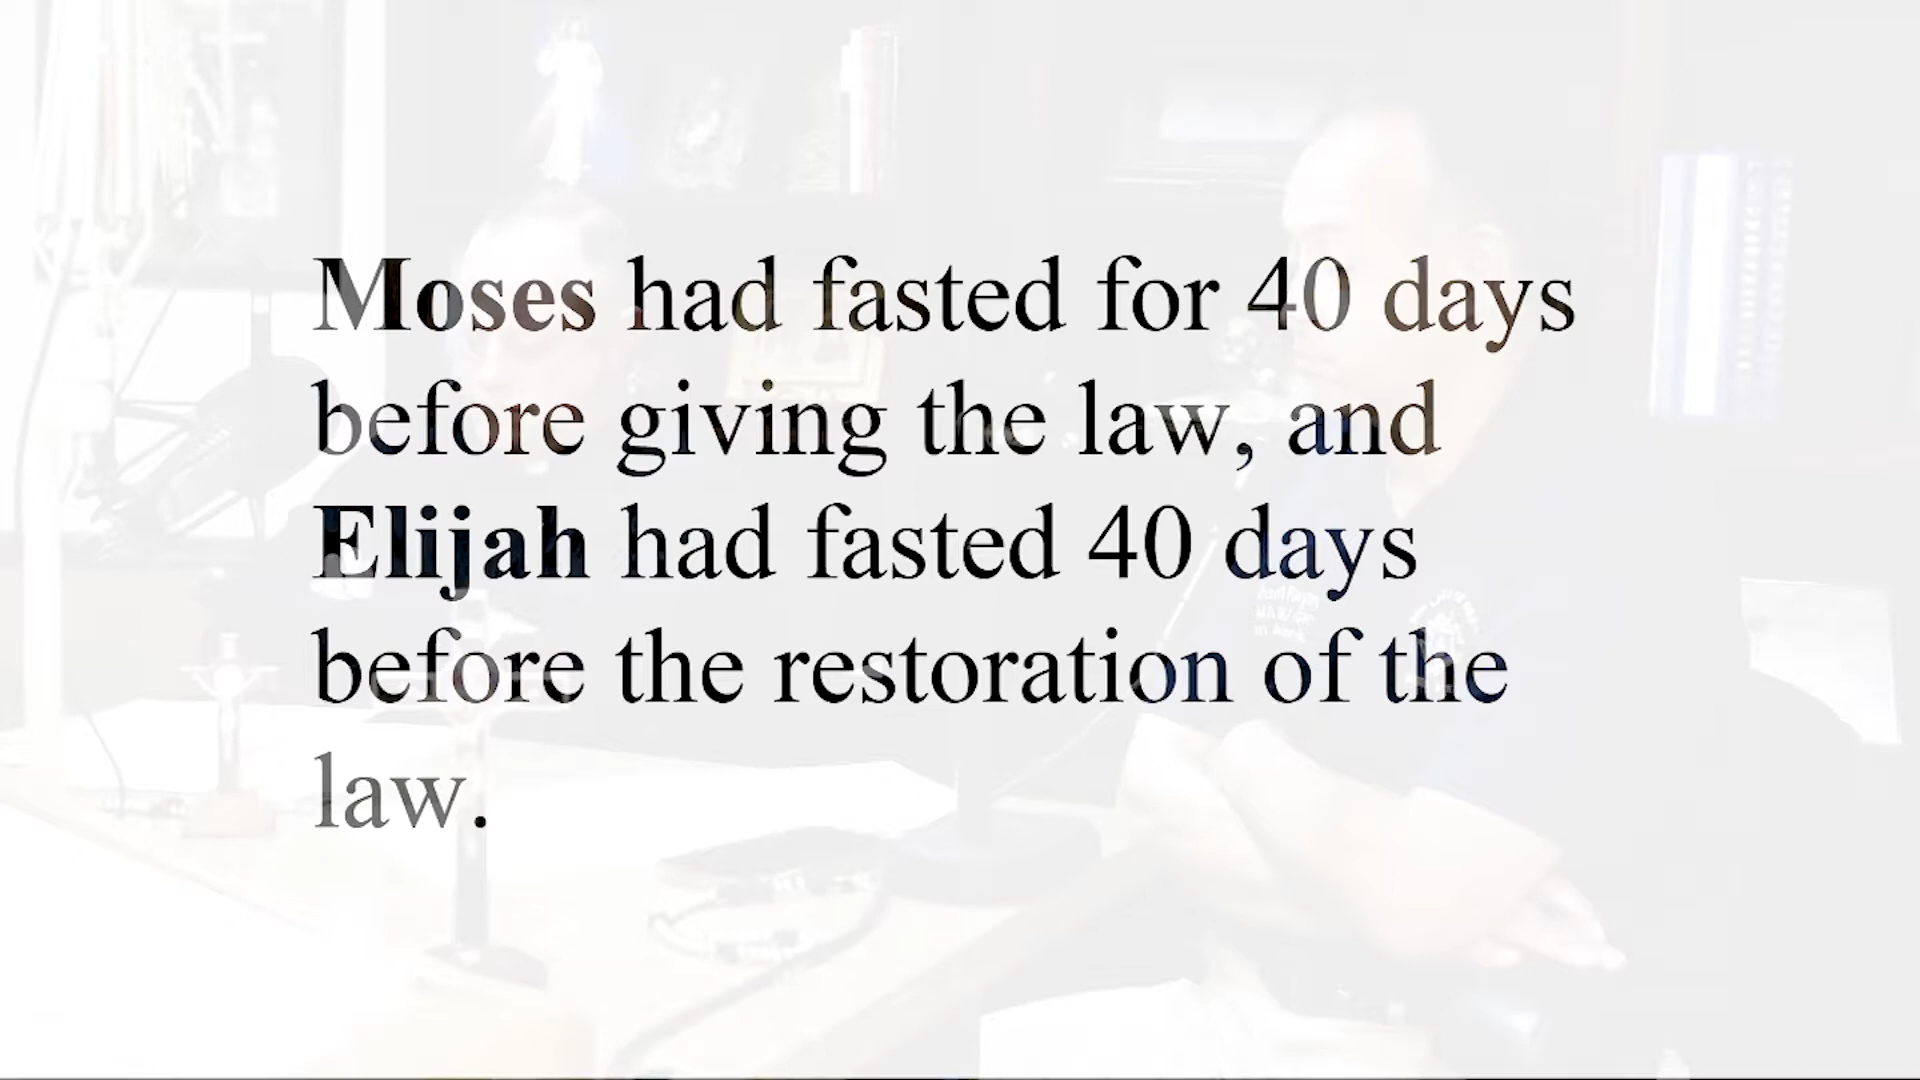 Moses had fasted for 40 days
before giving the law, and
Elijah had fasted 40 days
before the restoration of the
law.